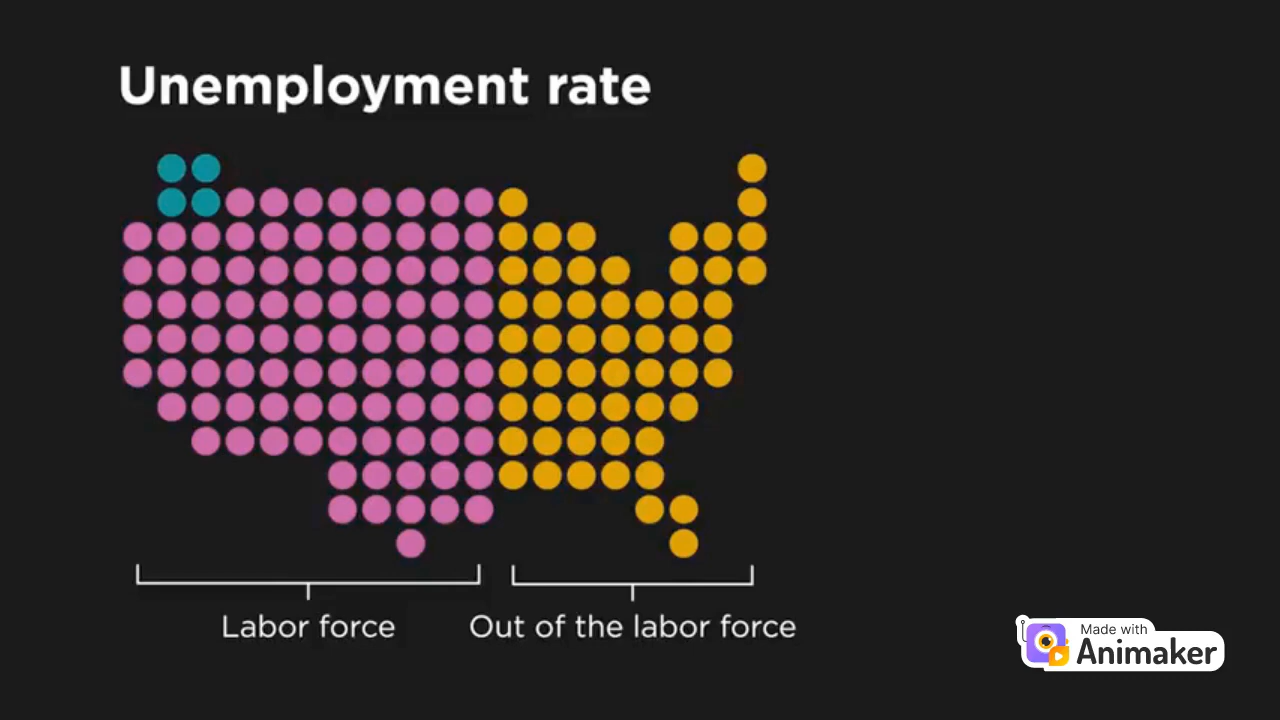 Unemployment rate
Labor force
Out of the labor force
Made with
Animaker